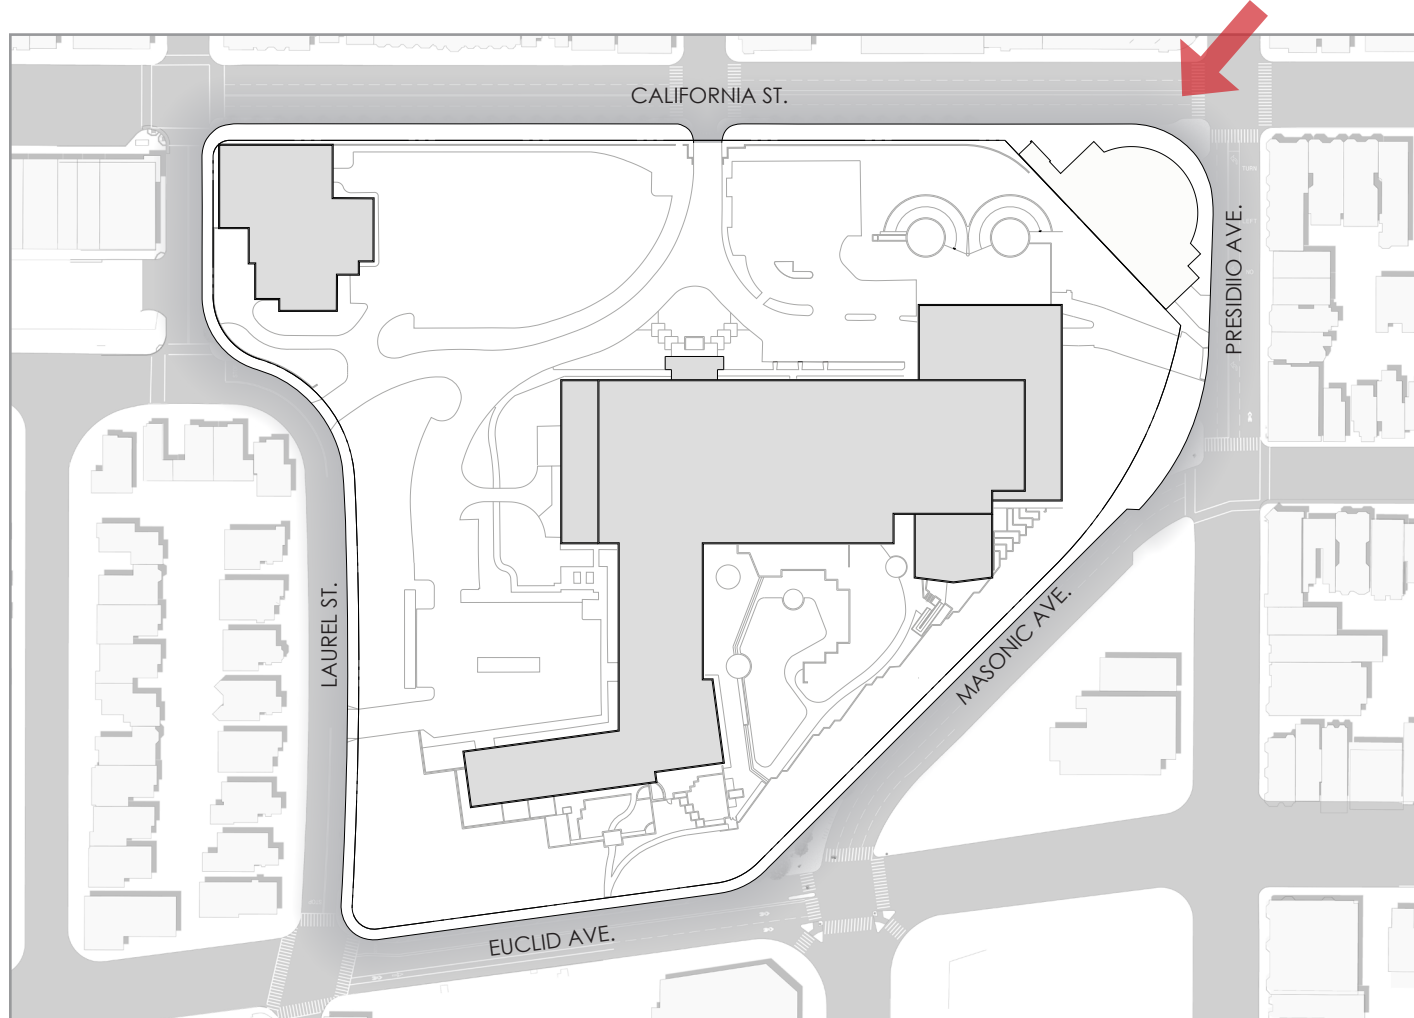 CALIFORNIA ST.
PRESIDIIO AVE.
LAUREL ST.
MASONIC AVE.
EUCLID AVE.